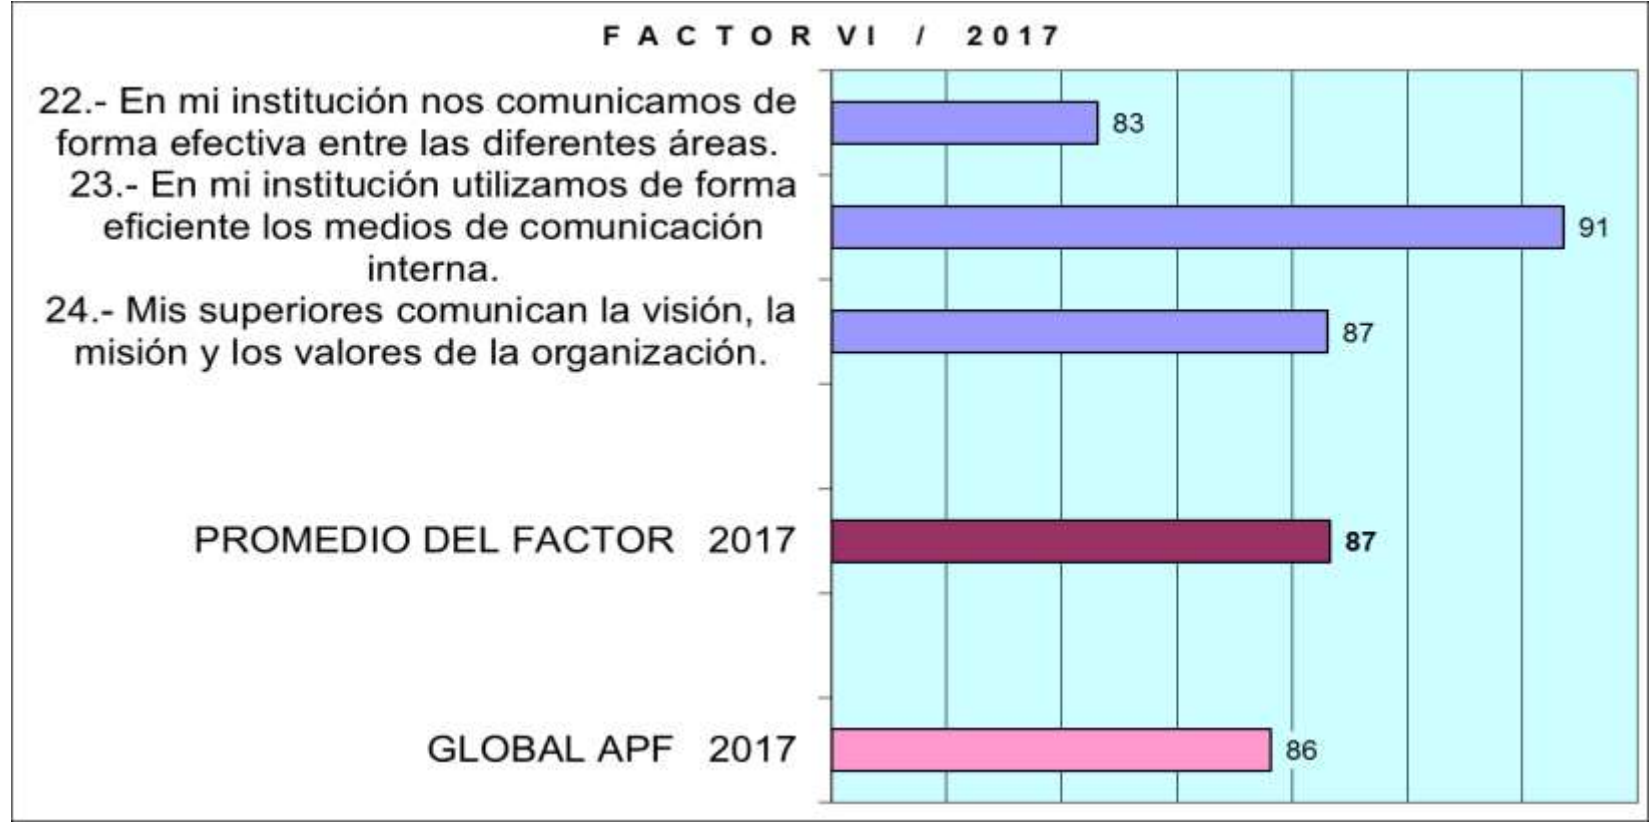 FACTOR VI / 2017
22.- En mi institución nos comunicamos de
forma efectiva entre las diferentes áreas.
83
23.- En mi institución utilizamos de forma
eficiente los medios de comunicación
interna.
91
24.- Mis superiores comunican la visión, la
misión y los valores de la organización.
87
PROMEDIO DEL FACTOR 2017
87
GLOBAL APF 2017
86